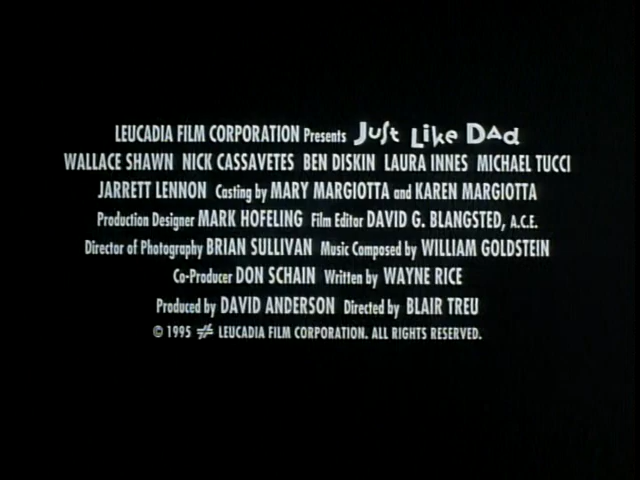 LEUCADIA FILM CORPORATION Presents Just Like Dad
WALLACE SHAWN NICK CASSAVETES BEN DISKIN LAURA INNES MICHAEL TUCCI
JARRETT LENNON Casting by MARY MARGIOTTA and KAREN MARGIOTTA
Production Designer MARK HOFELING Film Editor DAVID G. BLANGSTED, A.C.E.
Director of Photography BRIAN SULLIVAN Music Composed by WILLIAM GOLDSTEIN
Co-Producer DON SCHAIN Written by WAYNE RICE
Produced by DAVID ANDERSON Directed by BLAIR TREU
© 1995 LEUCADIA FILM CORPORATION. ALL RIGHTS RESERVED.